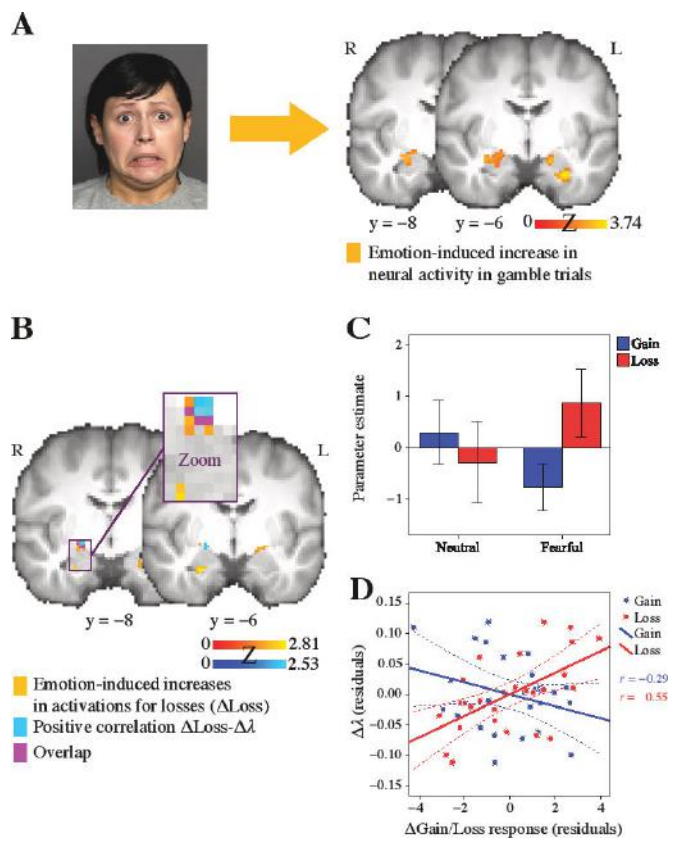 A
R
L
y = −8
y = −6
0
Z
3.74
Emotion-induced increase in
neural activity in gamble trials
B
R
L
Zoom
y = −8
y = −6
0
2.81
Z
0
2.53
Emotion-induced increases
in activations for losses (ΔLoss)
Positive correlation ΔLoss-Δλ
Overlap
C
Gain
Loss
Parameter estimate
2
1
0
−1
Neutral
Fearful
D
Gain
Loss
Gain
Loss
r = −0.29
r = 0.55
Δλ (residuals)
0.15
0.10
0.05
0.00
−0.05
−0.10
−0.15
−4
−2
0
2
4
ΔGain/Loss response (residuals)